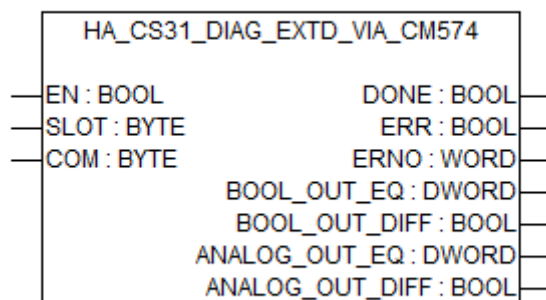 HA_CS31_DIAG_EXTD_VIA_CM574
EN : BOOL DONE : BOOL
SLOT : BYTE ERR : BOOL
COM : BYTE ERNO : WORD
BOOL_OUT_EQ : DWORD
BOOL_OUT_DIFF : BOOL
ANALOG_OUT_EQ : DWORD
ANALOG_OUT_DIFF : BOOL